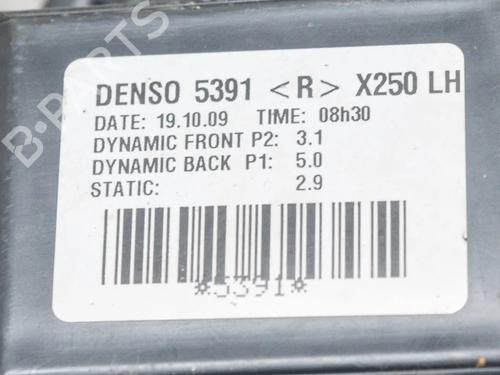 DENSO 5391 <R> X250 LH
DATE: 19.10.09 TIME: 08h30
DYNAMIC FRONT P2: 3.1
DYNAMIC BACK P1: 5.0
STATIC: 2.9
*5391*
B-PARTS